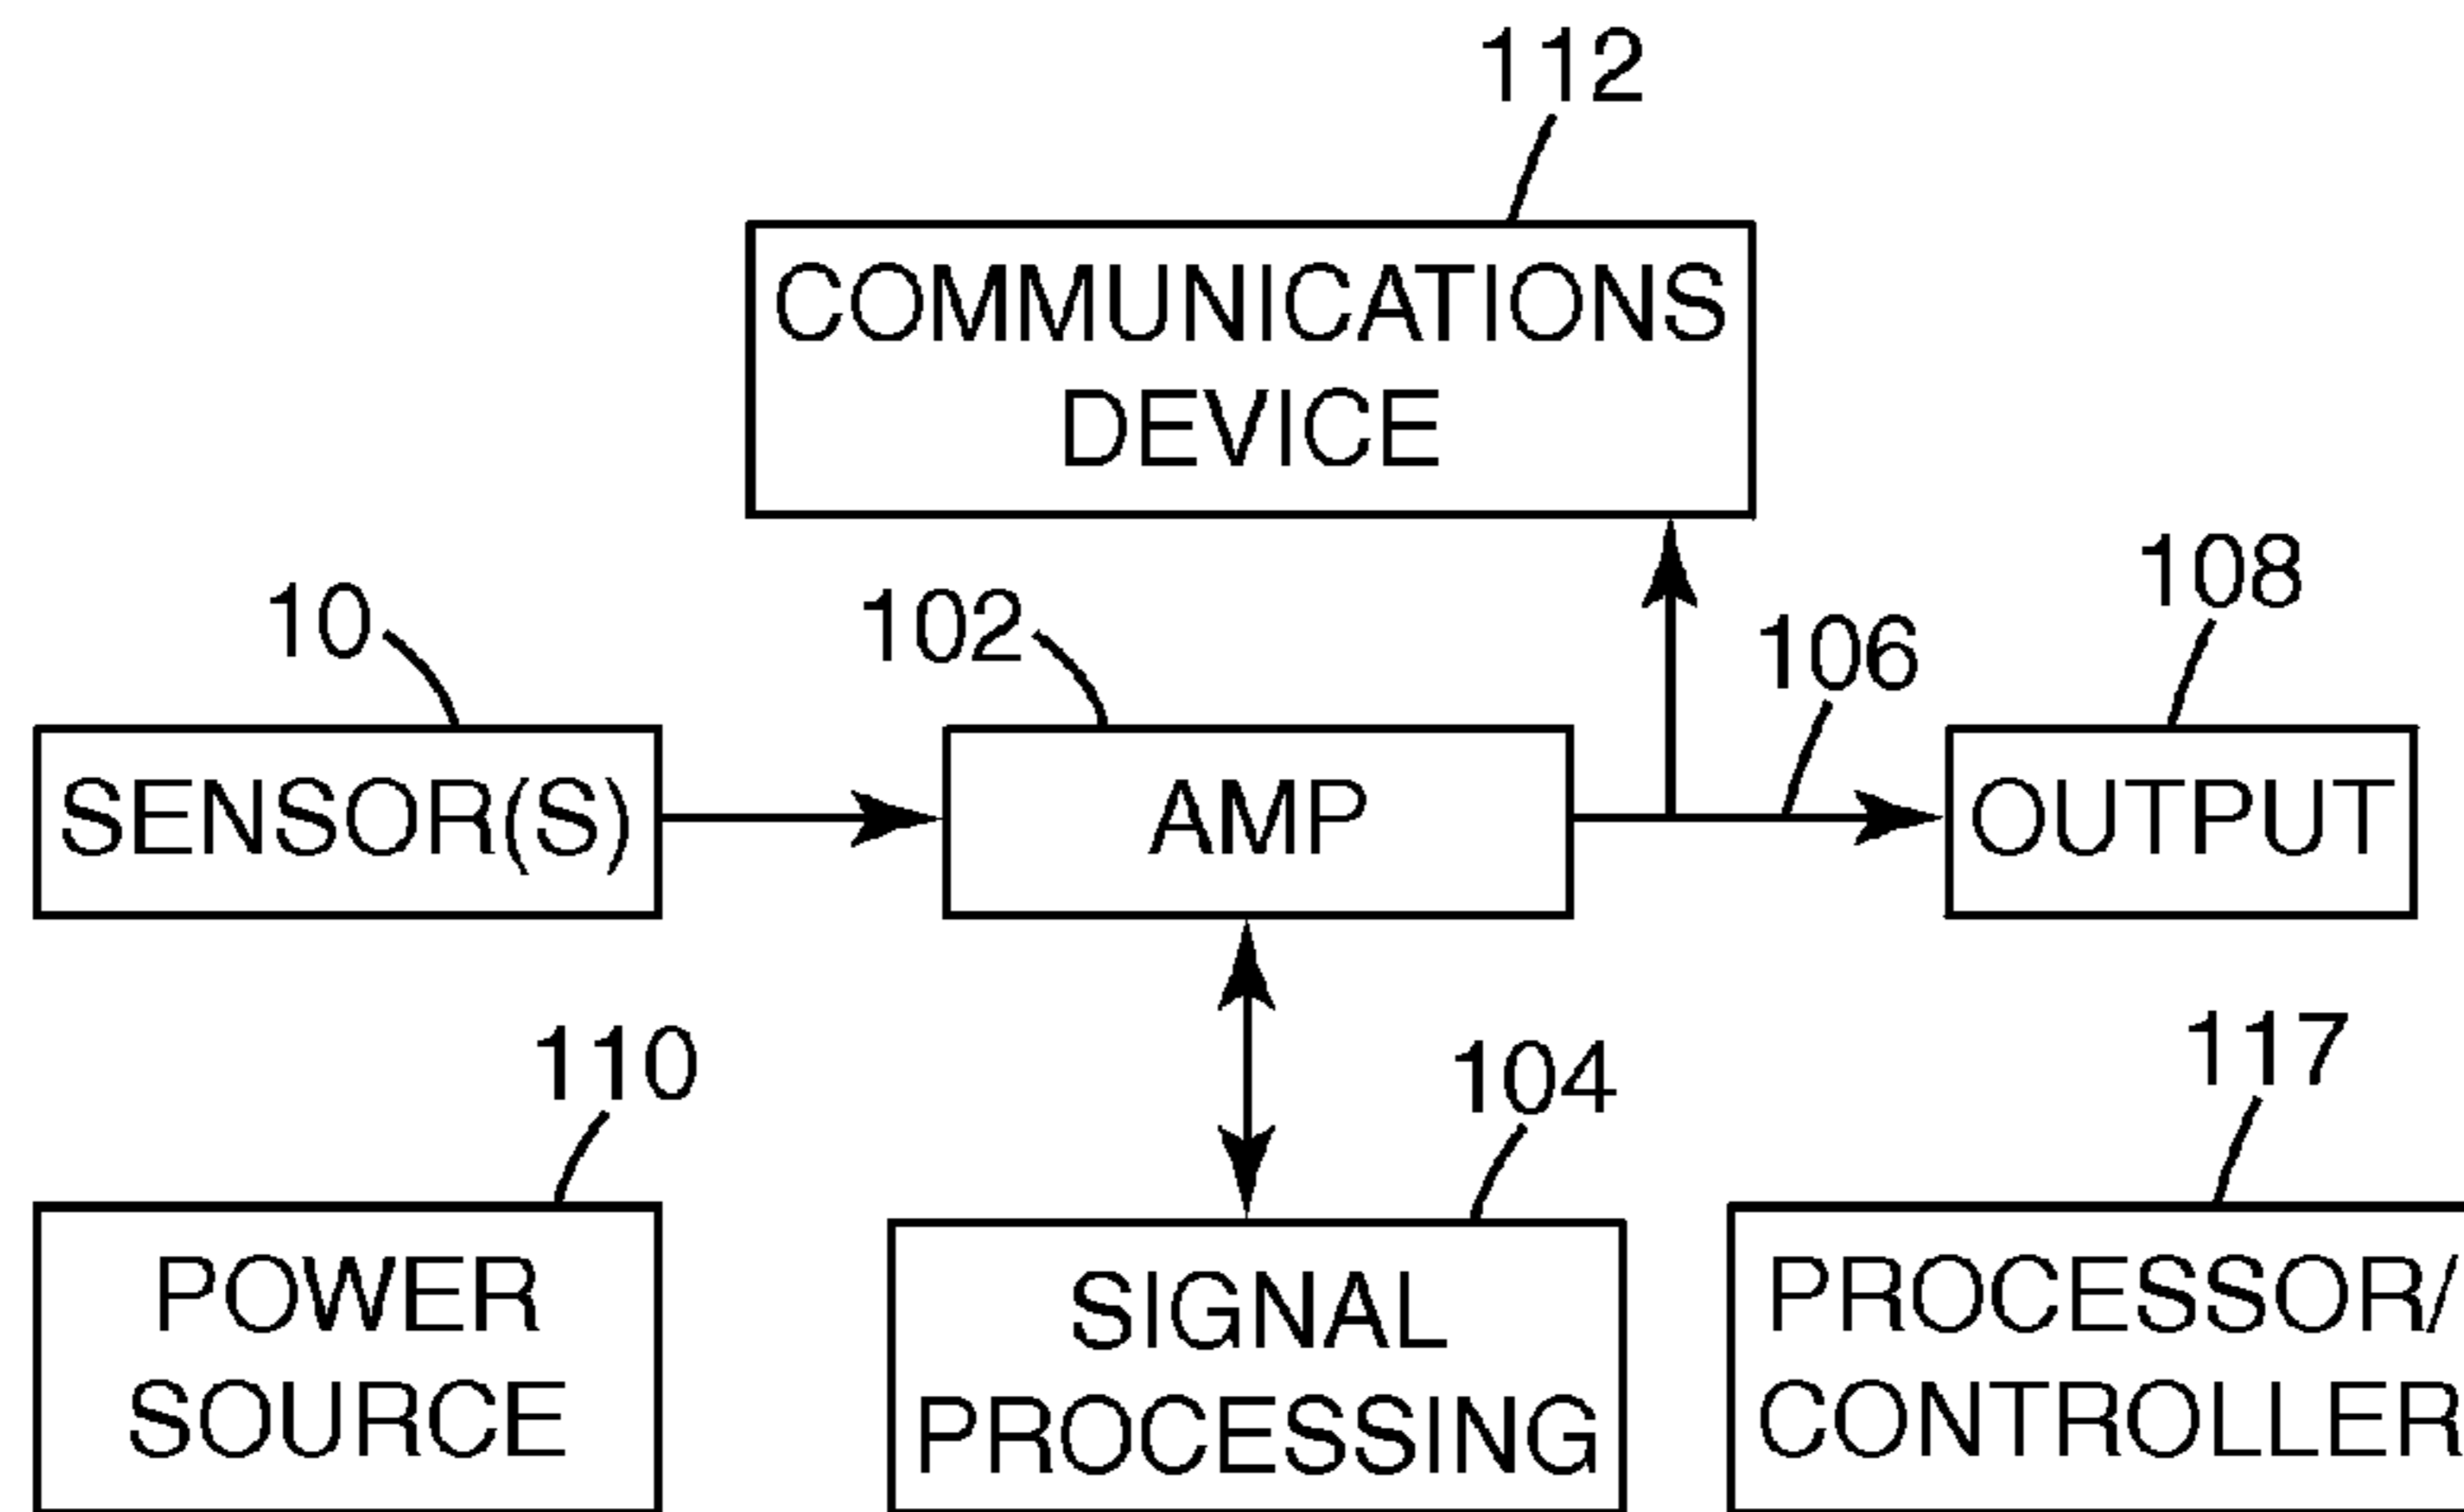 112
COMMUNICATIONS
DEVICE
108
10
102
106
SENSOR(S)
AMP
OUTPUT
110
104
117
POWER
SOURCE
SIGNAL
PROCESSING
PROCESSOR/
CONTROLLER